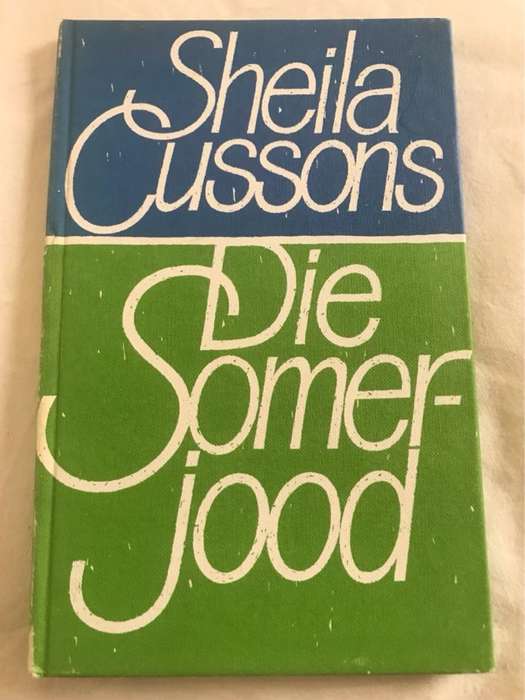 Sheila
Cussons
Die
Somer-
jood